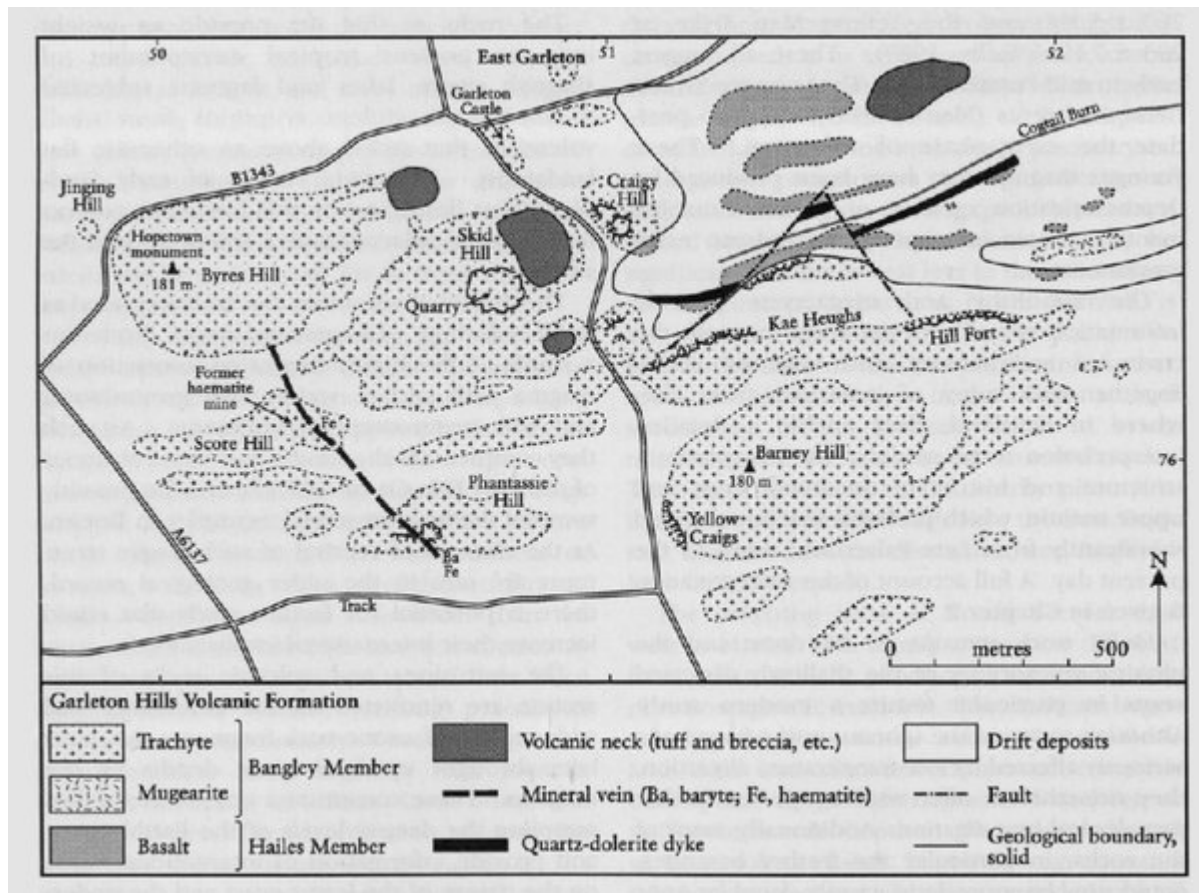 50
51
52
East Garleton
Garleton
Castle
Cogtail Burn
B1343
Jinging
Hill
Craigy
Hill
Hopetown
monument
181 m
Byres Hill
Skid
Hill
Quarry
Kae Heughs
Hill Fort
Former
haematite
mine
Fe
Score Hill
Barney Hill
76
180 m
Phantassie
Hill
Yellow
Craigs
Ba
Fe
A6137
Track
N
0 metres 500
Garleton Hills Volcanic Formation
Trachyte
Mugearite
Bangley Member
Basalt
Hailes Member
Volcanic neck (tuff and breccia, etc.)
Mineral vein (Ba, baryte; Fe, haematite)
Quartz-dolerite dyke
Drift deposits
Fault
Geological boundary,
solid